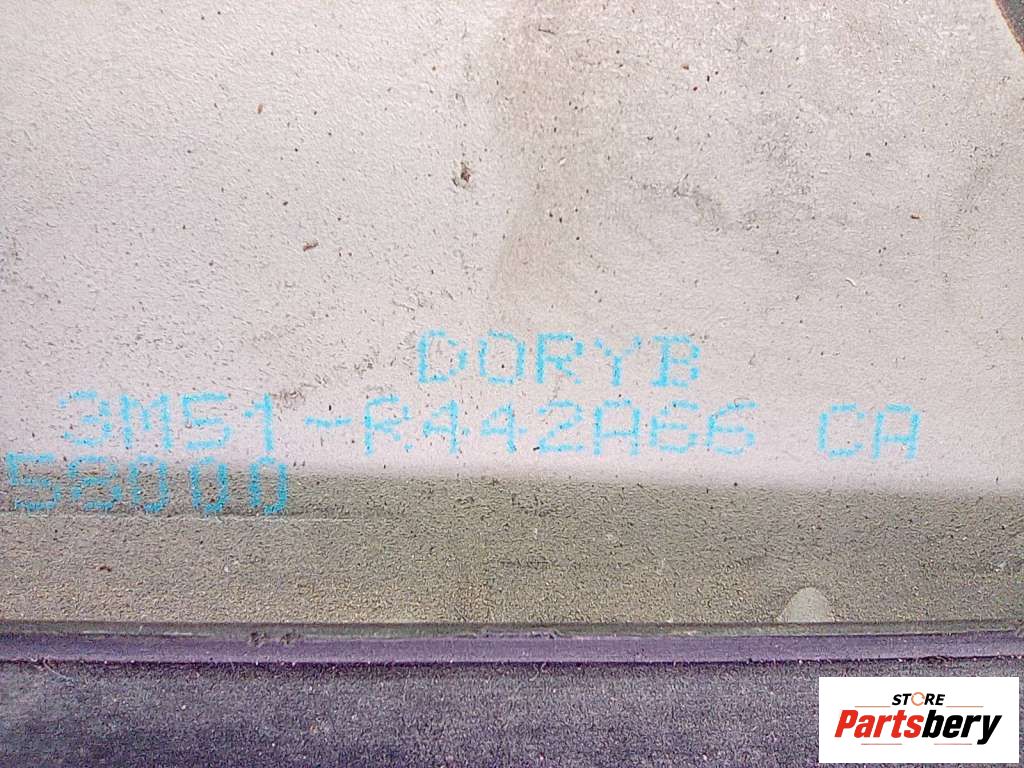 DORYB
3M51-R442A66 CA
58000
STORE
Partsbery